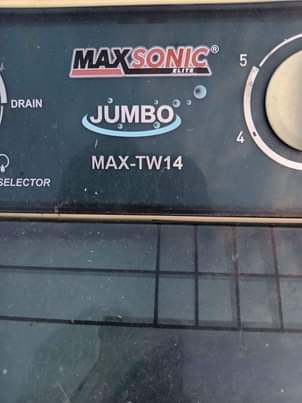 MAXSONIC®
ELITE
5
DRAIN
JUMBO
4
MAX-TW14
SELECTOR